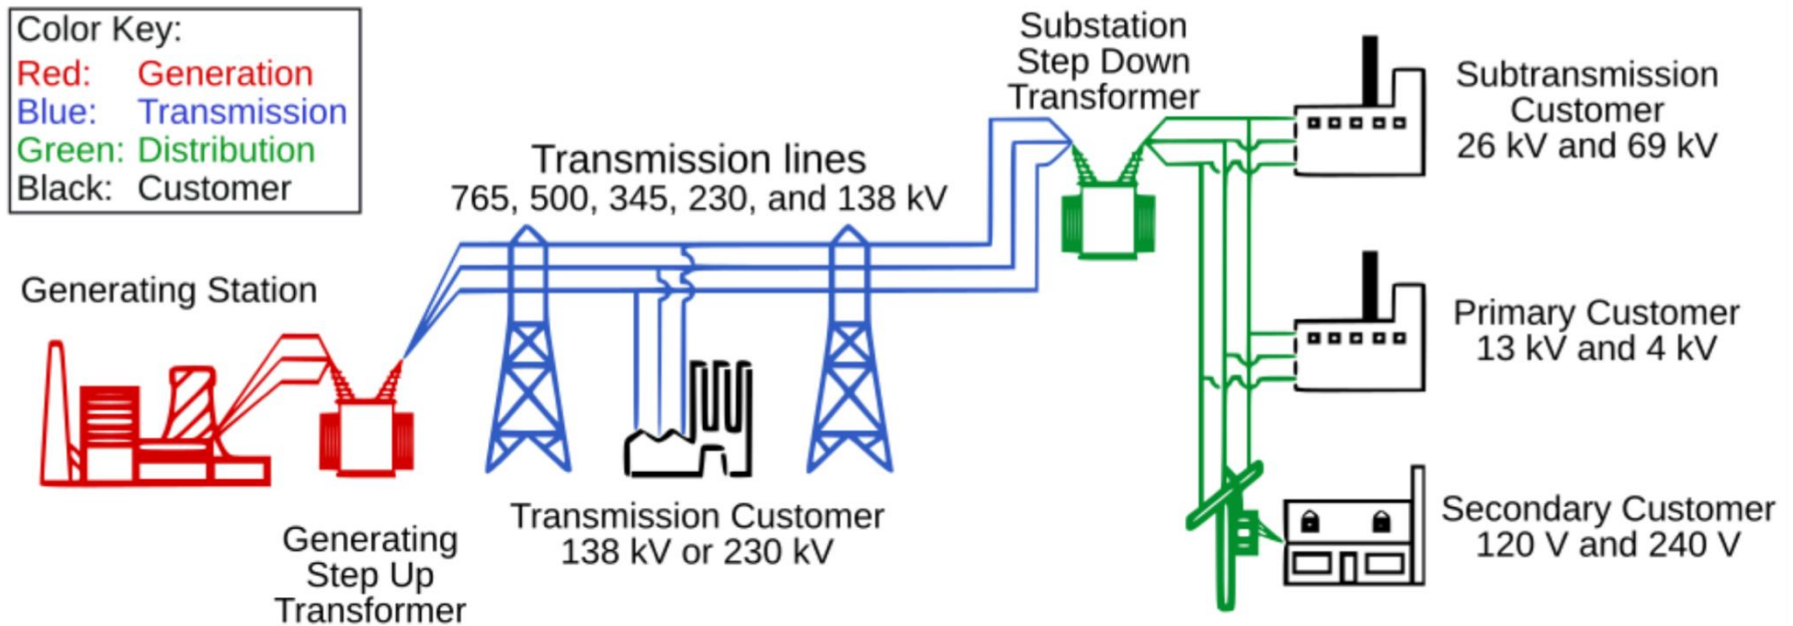 Color Key:
Red: Generation
Blue: Transmission
Green: Distribution
Black: Customer
Generating Station
Generating
Step Up
Transformer
Transmission lines
765, 500, 345, 230, and 138 kV
Transmission Customer
138 kV or 230 kV
Substation
Step Down
Transformer
Subtransmission
Customer
26 kV and 69 kV
Primary Customer
13 kV and 4 kV
Secondary Customer
120 V and 240 V